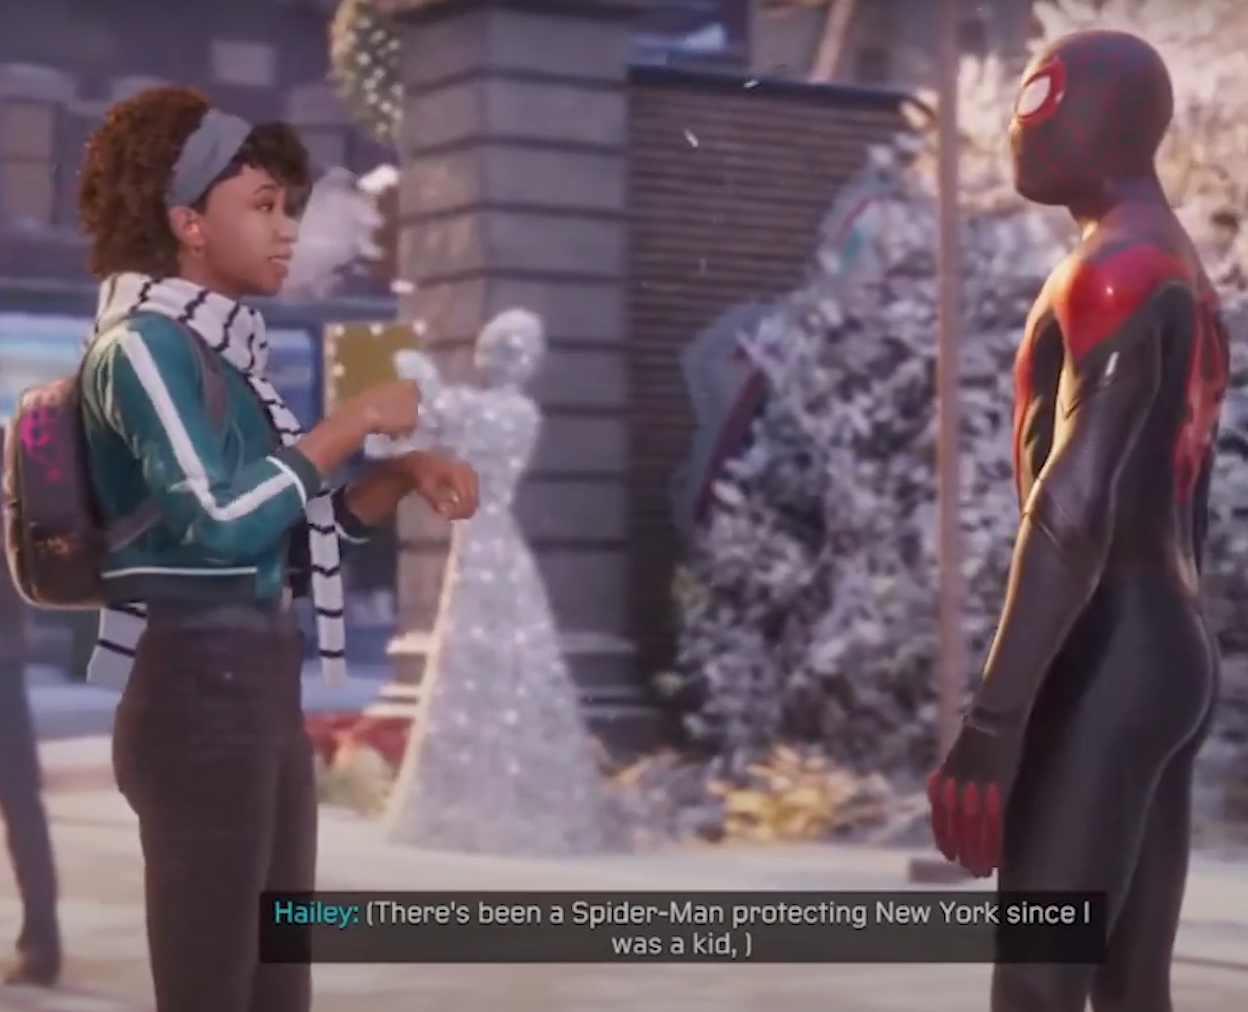 Hailey: (There's been a Spider-Man protecting New York since I
was a kid, )